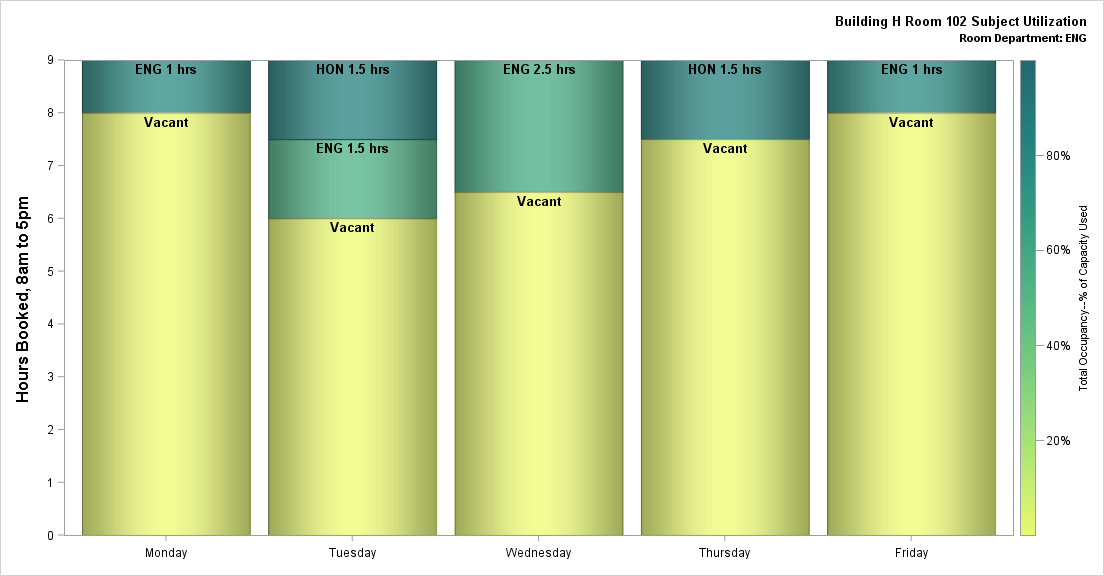 Building H Room 102 Subject Utilization
Room Department: ENG
Hours Booked, 8am to 5pm
9
8
7
6
5
4
3
2
1
0
ENG 1 hrs
Vacant
HON 1.5 hrs
ENG 1.5 hrs
Vacant
ENG 2.5 hrs
Vacant
HON 1.5 hrs
Vacant
ENG 1 hrs
Vacant
Monday
Tuesday
Wednesday
Thursday
Friday
80%
60%
40%
20%
Total Occupancy--% of Capacity Used